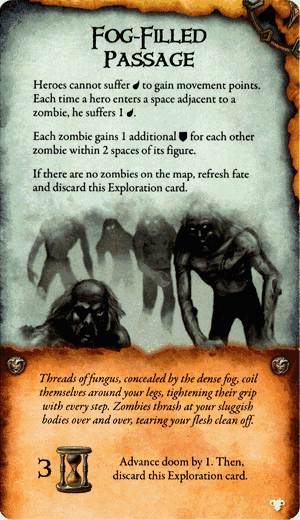 FOG-FILLED
PASSAGE
Heroes cannot suffer to gain movement points.
Each time a hero enters a space adjacent to a
zombie, he suffers 1 .
Each zombie gains 1 additional for each other
zombie within 2 spaces of its figure.
If there are no zombies on the map, refresh fate
and discard this Exploration card.
Threads of fungus, concealed by the dense fog, coil
themselves around your legs, tightening their grip
with every step. Zombies thrash at your sluggish
bodies over and over, tearing your flesh clean off.
3
Advance doom by 1. Then,
discard this Exploration card.